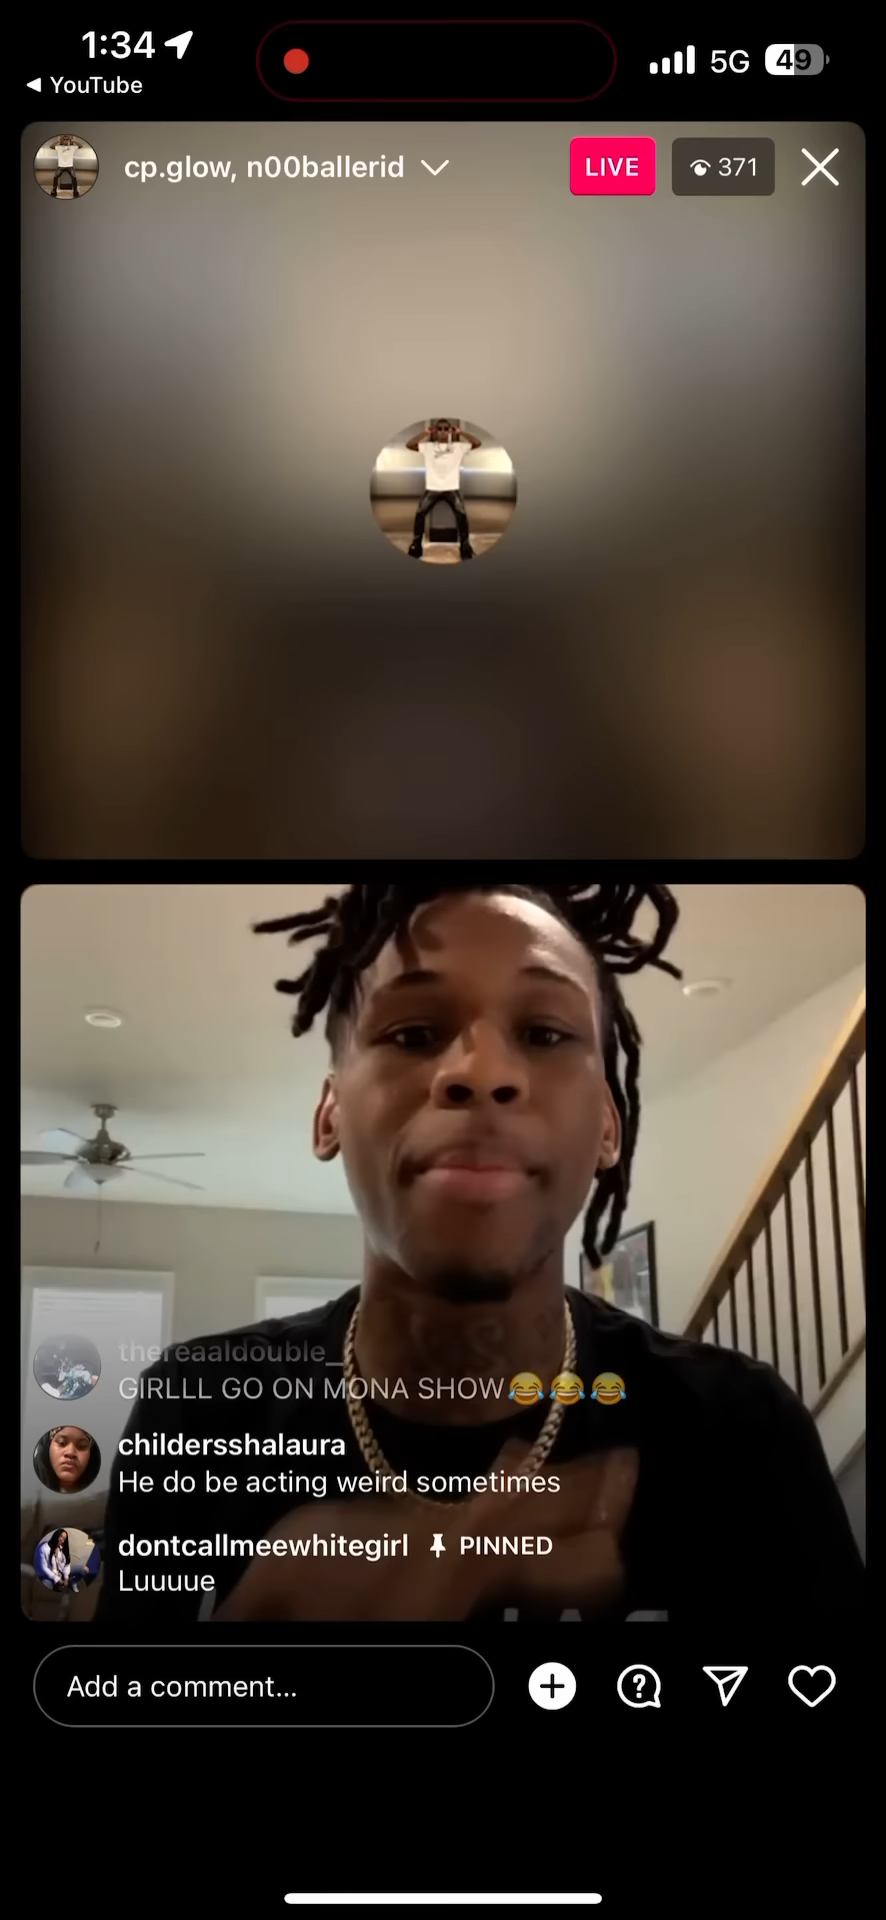 1:34
5G
49
YouTube
cp.glow, n00ballerid
LIVE
371
thereaaldouble_
GIRLLL GO ON MONA SHOW😂😂😂
childersshalaura
He do be acting weird sometimes
dontcallmeewhitegirl PINNED
Luuuue
Add a comment...